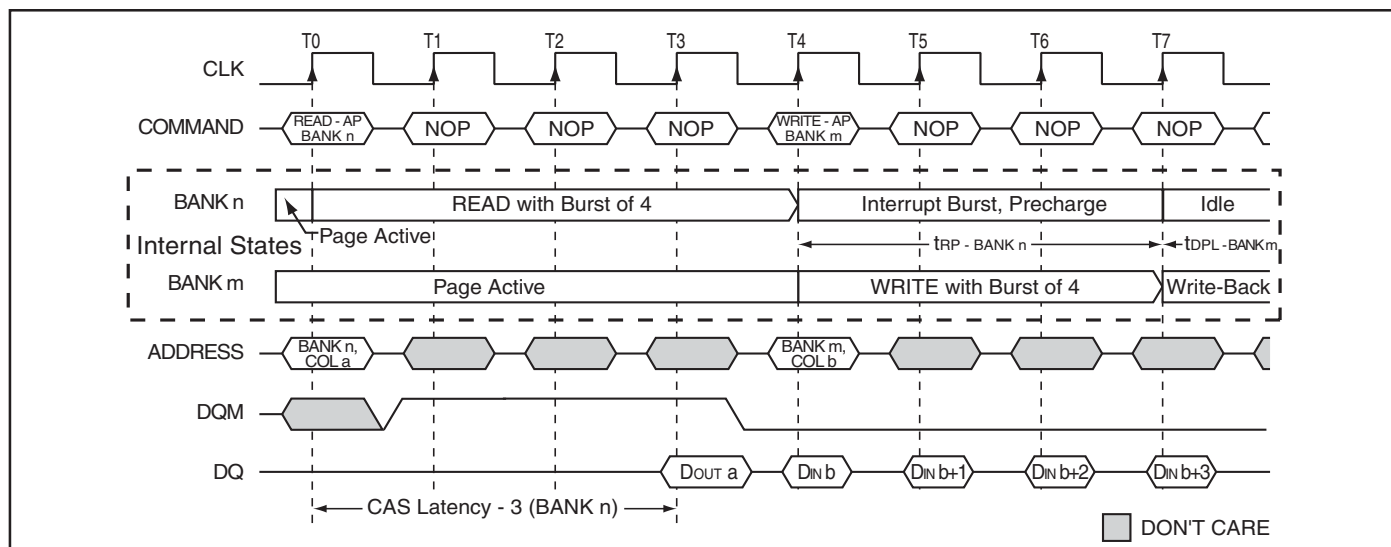 T0 T1 T2 T3 T4 T5 T6 T7
CLK
COMMAND READ - AP BANK n NOP NOP NOP WRITE - AP BANK m NOP NOP NOP
BANK n READ with Burst of 4 Interrupt Burst, Precharge Idle
Internal States Page Active tRP - BANK n tDPL - BANK m
BANK m Page Active WRITE with Burst of 4 Write-Back
ADDRESS BANK n, COL a BANK m, COL b
DQM
DQ DOUT a DIN b DIN b+1 DIN b+2 DIN b+3
CAS Latency - 3 (BANK n)
DON'T CARE